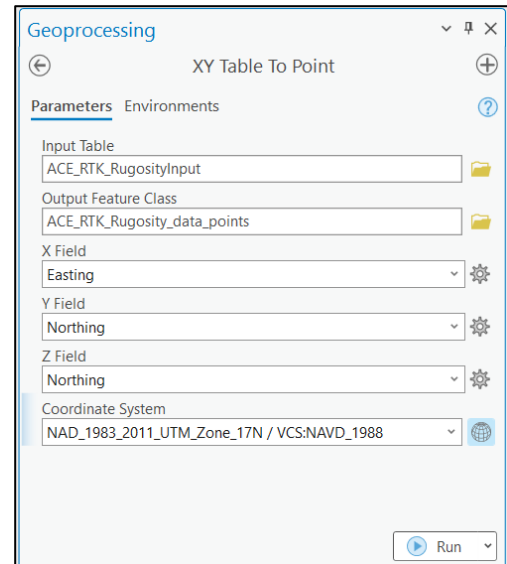 Geoprocessing
XY Table To Point
Parameters Environments
Input Table
ACE_RTK_RugosityInput
Output Feature Class
ACE_RTK_Rugosity_data_points
X Field
Easting
Y Field
Northing
Z Field
Northing
Coordinate System
NAD_1983_2011_UTM_Zone_17N / VCS:NAVD_1988
Run